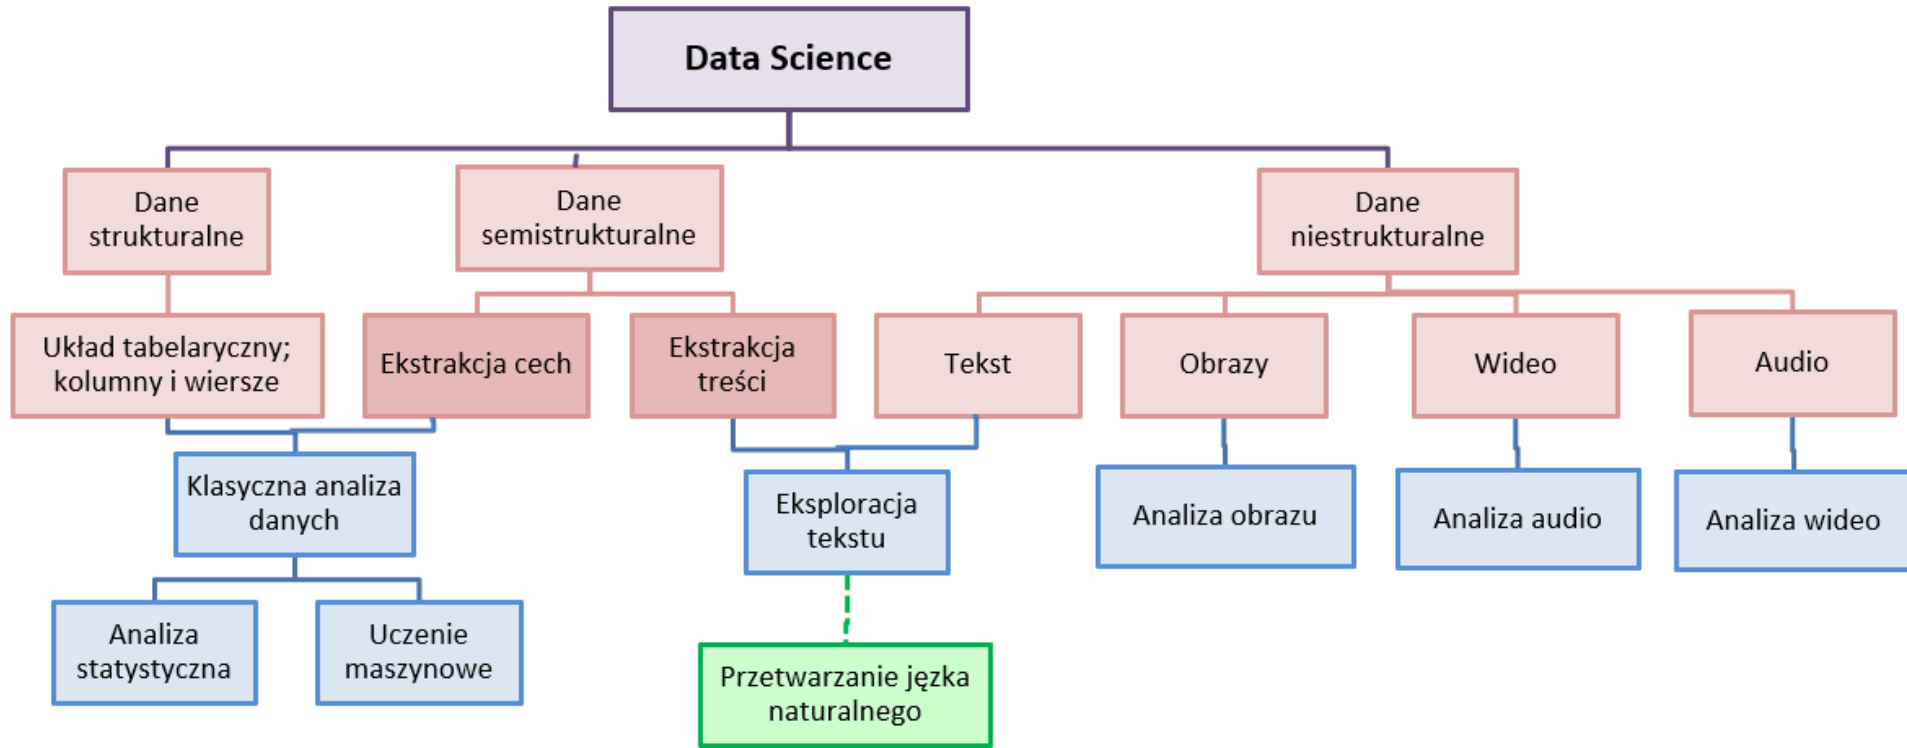 Data Science
Dane
strukturalne
Dane
semistrukturalne
Dane
niestrukturalne
Układ tabelaryczny;
kolumny i wiersze
Ekstrakcja cech
Ekstrakcja
treści
Tekst
Obrazy
Wideo
Audio
Klasyczna analiza
danych
Eksploracja
tekstu
Analiza obrazu
Analiza audio
Analiza wideo
Analiza
statystyczna
Uczenie
maszynowe
Przetwarzanie jęzka
naturalnego